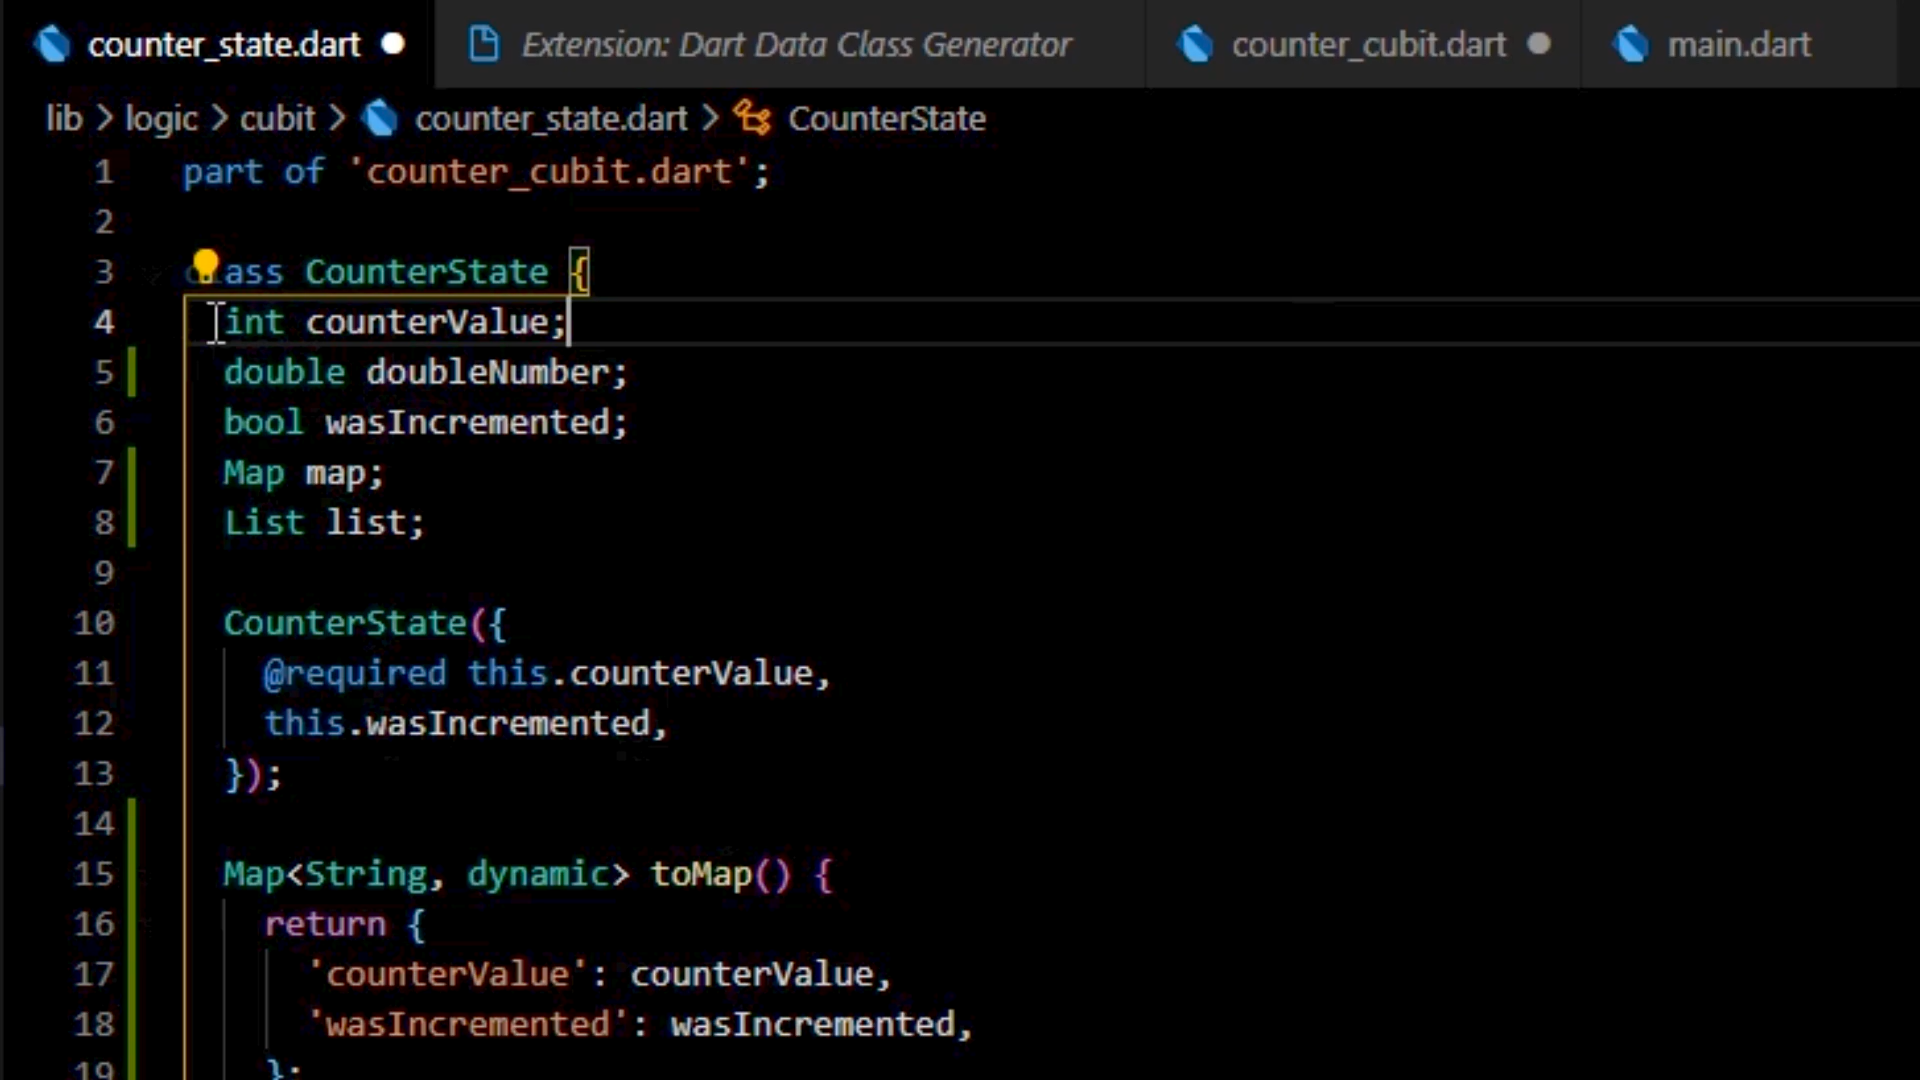 counter_state.dart
Extension: Dart Data Class Generator
counter_cubit.dart
main.dart
lib > logic > cubit > counter_state.dart > CounterState
1 part of 'counter_cubit.dart';
2
3 class CounterState {
4 int counterValue;
5 double doubleNumber;
6 bool wasIncremented;
7 Map map;
8 List list;
9
10 CounterState({
11 @required this.counterValue,
12 this.wasIncremented,
13 });
14
15 Map<String, dynamic> toMap() {
16 return {
17 'counterValue': counterValue,
18 'wasIncremented': wasIncremented,
19 };